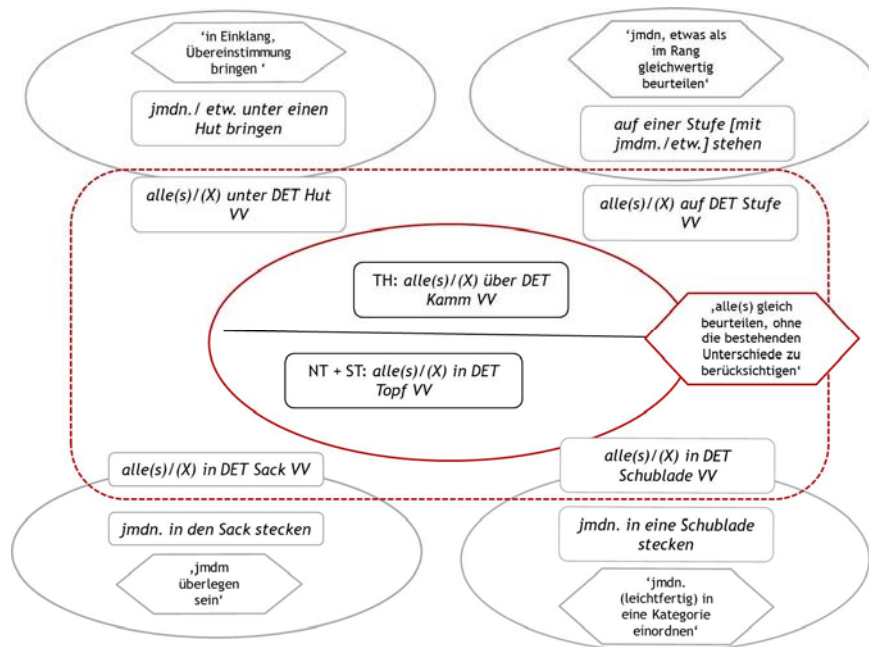 ‘in Einklang,
Übereinstimmung
bringen ‘
jmdn./ etw. unter einen
Hut bringen
‘jmdn, etwas als
im Rang
gleichwertig
beurteilen‘
auf einer Stufe [mit
jmdm./etw.] stehen
alle(s)/(X) unter DET Hut
VV
alle(s)/(X) auf DET Stufe
VV
TH: alle(s)/(X) über DET
Kamm VV
‚alle(s) gleich
beurteilen, ohne
die bestehenden
Unterschiede zu
berücksichtigen‘
NT + ST: alle(s)/(X) in DET
Topf VV
alle(s)/(X) in DET Sack VV
alle(s)/(X) in DET
Schublade VV
jmdn. in den Sack stecken
jmdn. in eine Schublade
stecken
‚jmdm
überlegen
sein‘
‘jmdn.
(leichtfertig) in
eine Kategorie
einordnen‘